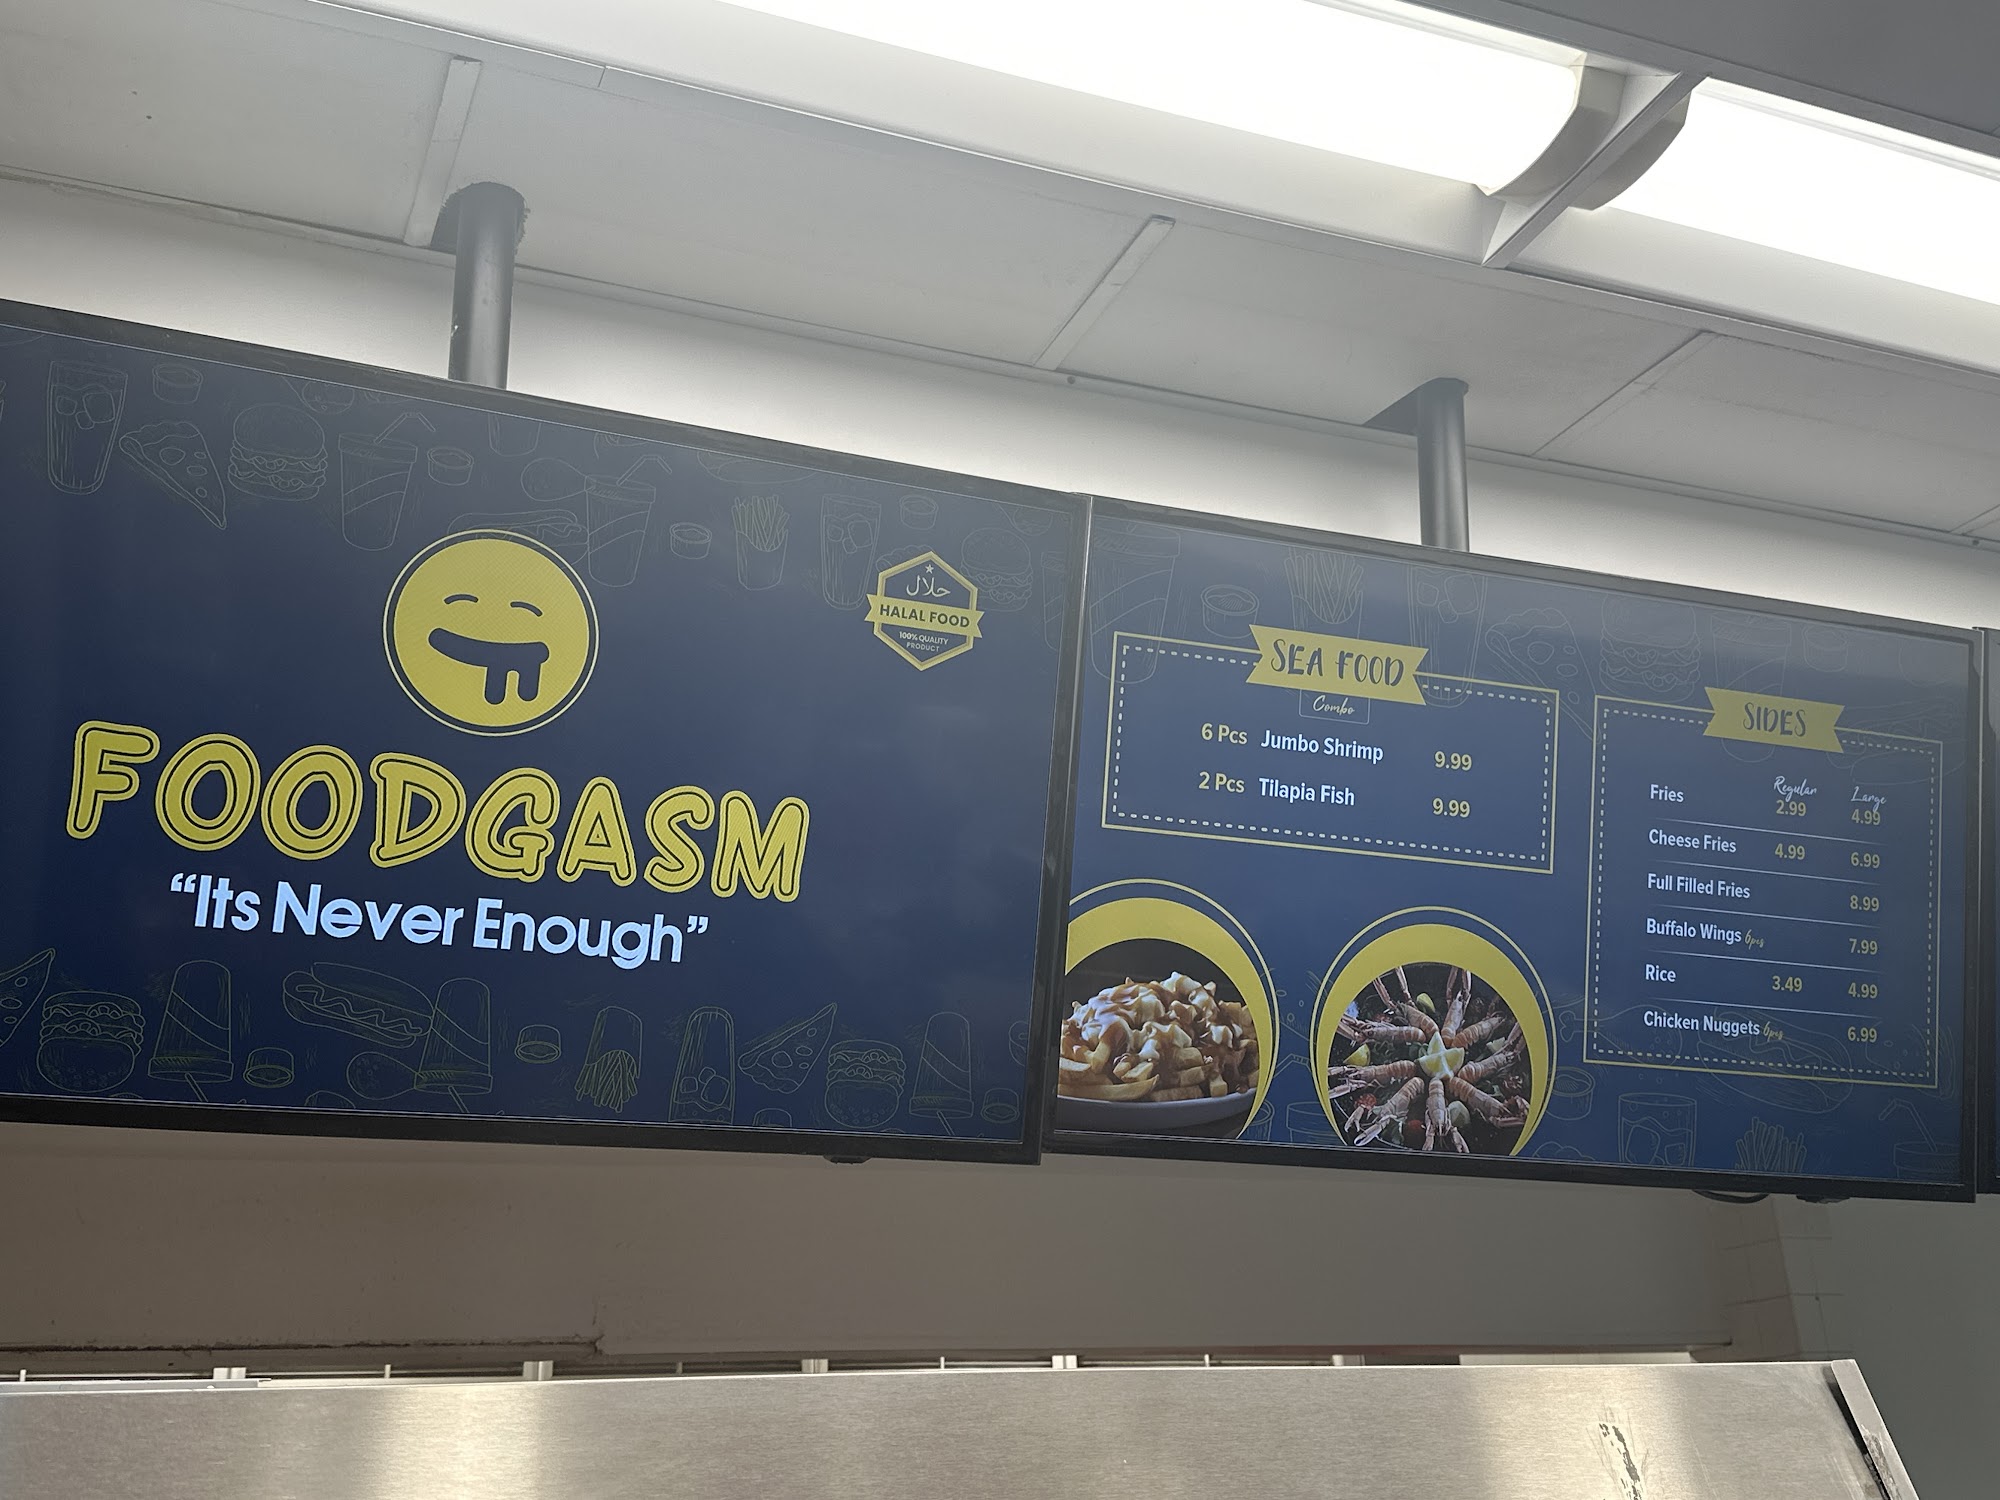 حلال
HALAL FOOD
100% QUALITY
PRODUCT
FOODGASM
“Its Never Enough”
SEA FOOD
Combo
6 Pcs Jumbo Shrimp 9.99
2 Pcs Tilapia Fish 9.99
SIDES
Regular Large
Fries 2.99 4.99
Cheese Fries 4.99 6.99
Full Filled Fries 8.99
Buffalo Wings 6pcs 7.99
Rice 3.49 4.99
Chicken Nuggets 6pcs 6.99